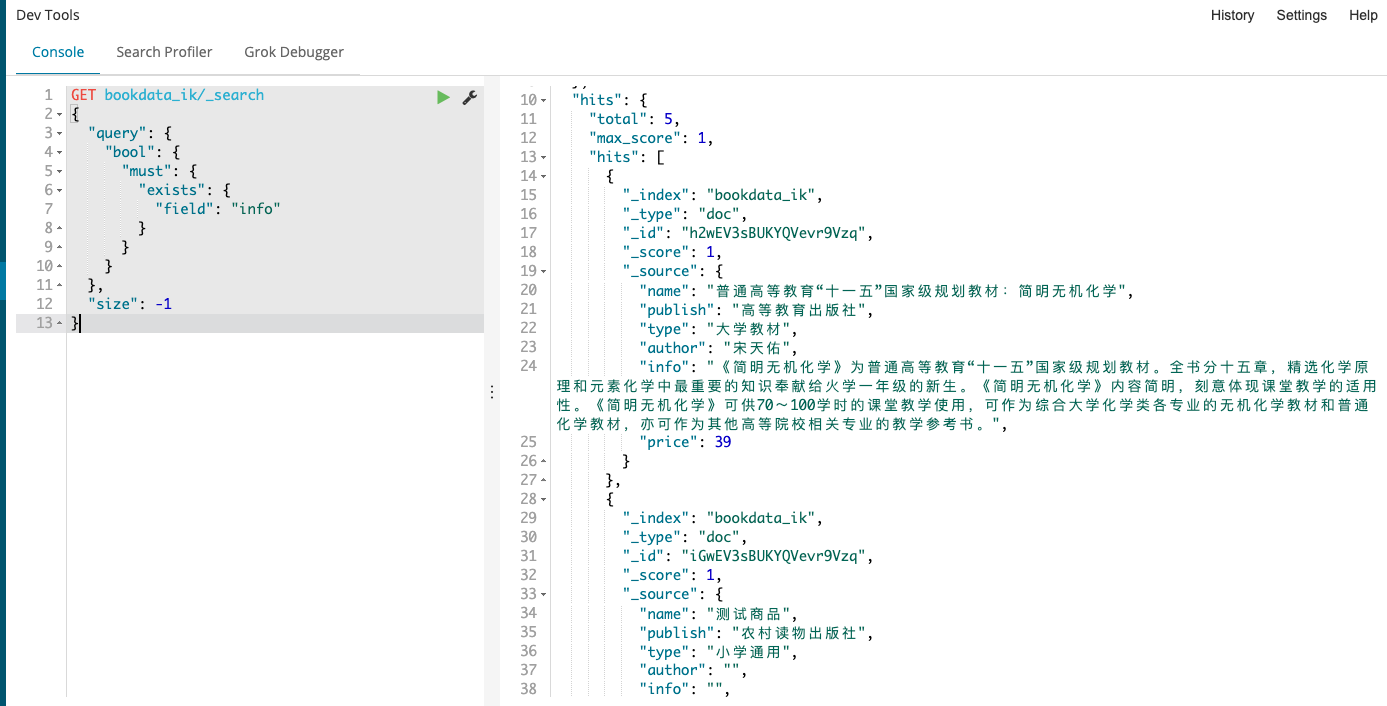 Dev Tools
History Settings Help
Console Search Profiler Grok Debugger
1 GET bookdata_ik/_search
2 {
3 "query": {
4 "bool": {
5 "must": {
6 "exists": {
7 "field": "info"
8 }
9 }
10 }
11 },
12 "size": -1
13 }
10 "hits": {
11 "total": 5,
12 "max_score": 1,
13 "hits": [
14 {
15 "_index": "bookdata_ik",
16 "_type": "doc",
17 "_id": "h2wEV3sBUKYQVevr9Vzq",
18 "_score": 1,
19 "_source": {
20 "name": "普通高等教育“十一五”国家级规划教材：简明无机化学",
21 "publish": "高等教育出版社",
22 "type": "大学教材",
23 "author": "宋天佑",
24 "info": "《简明无机化学》为普通高等教育“十一五”国家级规划教材。全书分十五章，精选化学原
理和元素化学中最重要的知识奉献给火学一年级的新生。《简明无机化学》内容简明，刻意体现课堂教学的适用
性。《简明无机化学》可供70～100学时的课堂教学使用，可作为综合大学化学类各专业的无机化学教材和普通
化学教材，亦可作为其他高等院校相关专业的教学参考书。",
25 "price": 39
26 }
27 },
28 {
29 "_index": "bookdata_ik",
30 "_type": "doc",
31 "_id": "iGwEV3sBUKYQVevr9Vzq",
32 "_score": 1,
33 "_source": {
34 "name": "测试商品",
35 "publish": "农村读物出版社",
36 "type": "小学通用",
37 "author": "",
38 "info": "",